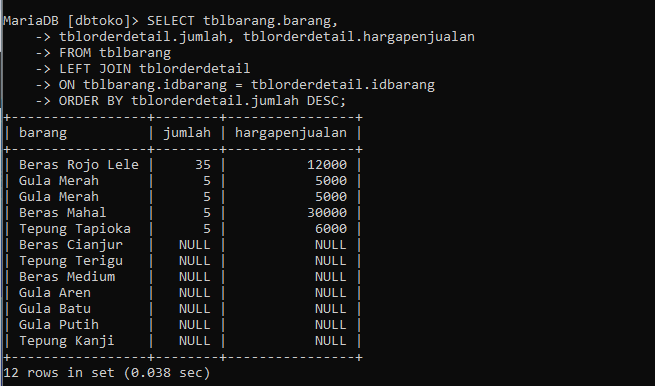 MariaDB [dbtoko]> SELECT tblbarang.barang,
    -> tblorderdetail.jumlah, tblorderdetail.hargapenjualan
    -> FROM tblbarang
    -> LEFT JOIN tblorderdetail
    -> ON tblbarang.idbarang = tblorderdetail.idbarang
    -> ORDER BY tblorderdetail.jumlah DESC;
+-----------------+--------+----------------+
| barang          | jumlah | hargapenjualan |
+-----------------+--------+----------------+
| Beras Rojo Lele |     35 |          12000 |
| Gula Merah      |      5 |           5000 |
| Gula Merah      |      5 |           5000 |
| Beras Mahal     |      5 |          30000 |
| Tepung Tapioka  |      5 |           6000 |
| Beras Cianjur   |   NULL |           NULL |
| Tepung Terigu   |   NULL |           NULL |
| Beras Medium    |   NULL |           NULL |
| Gula Aren       |   NULL |           NULL |
| Gula Batu       |   NULL |           NULL |
| Gula Putih      |   NULL |           NULL |
| Tepung Kanji    |   NULL |           NULL |
+-----------------+--------+----------------+
12 rows in set (0.038 sec)